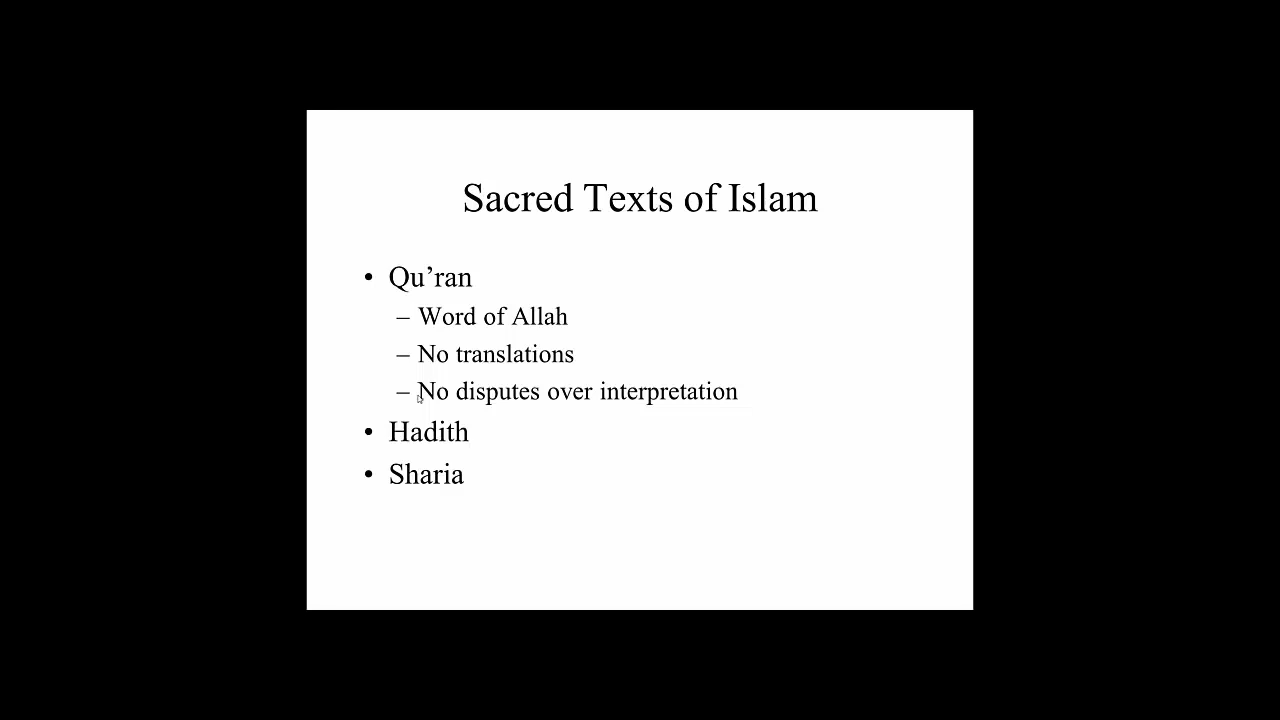 Sacred Texts of Islam
• Qu’ran
– Word of Allah
– No translations
– No disputes over interpretation
• Hadith
• Sharia